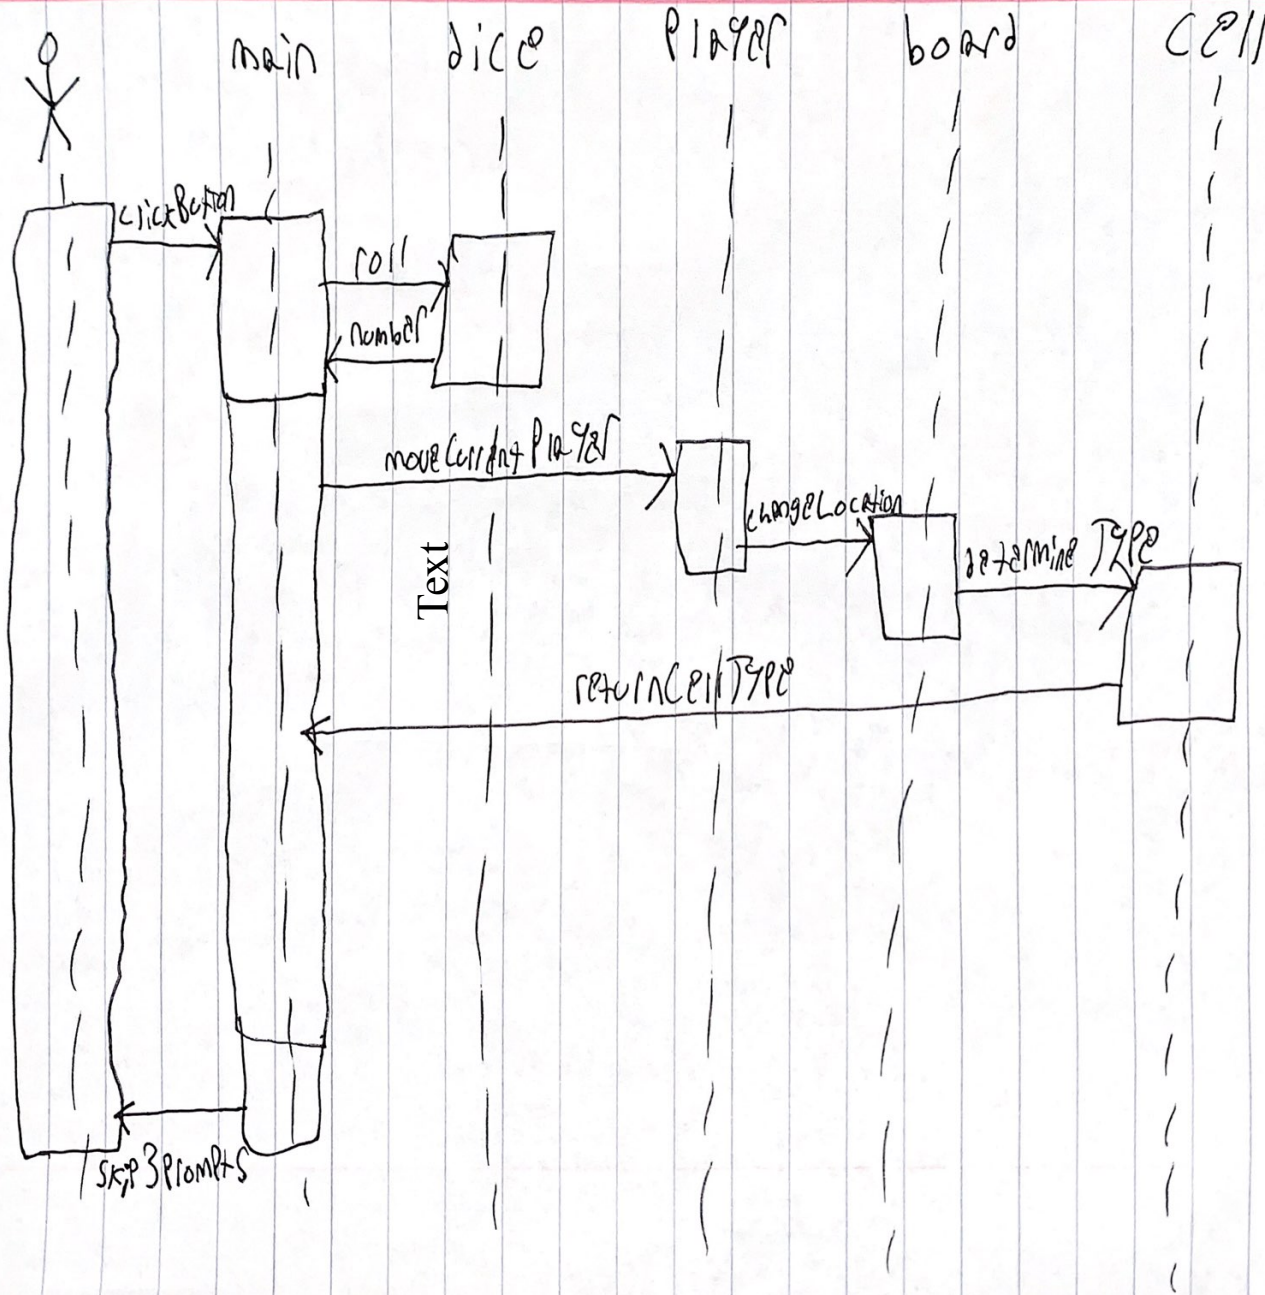 main
dice
Player
board
Cell
clickButton
roll
number
moveCurrentPlayer
changeLocation
determine Type
Text
returnCellType
skip3prompts